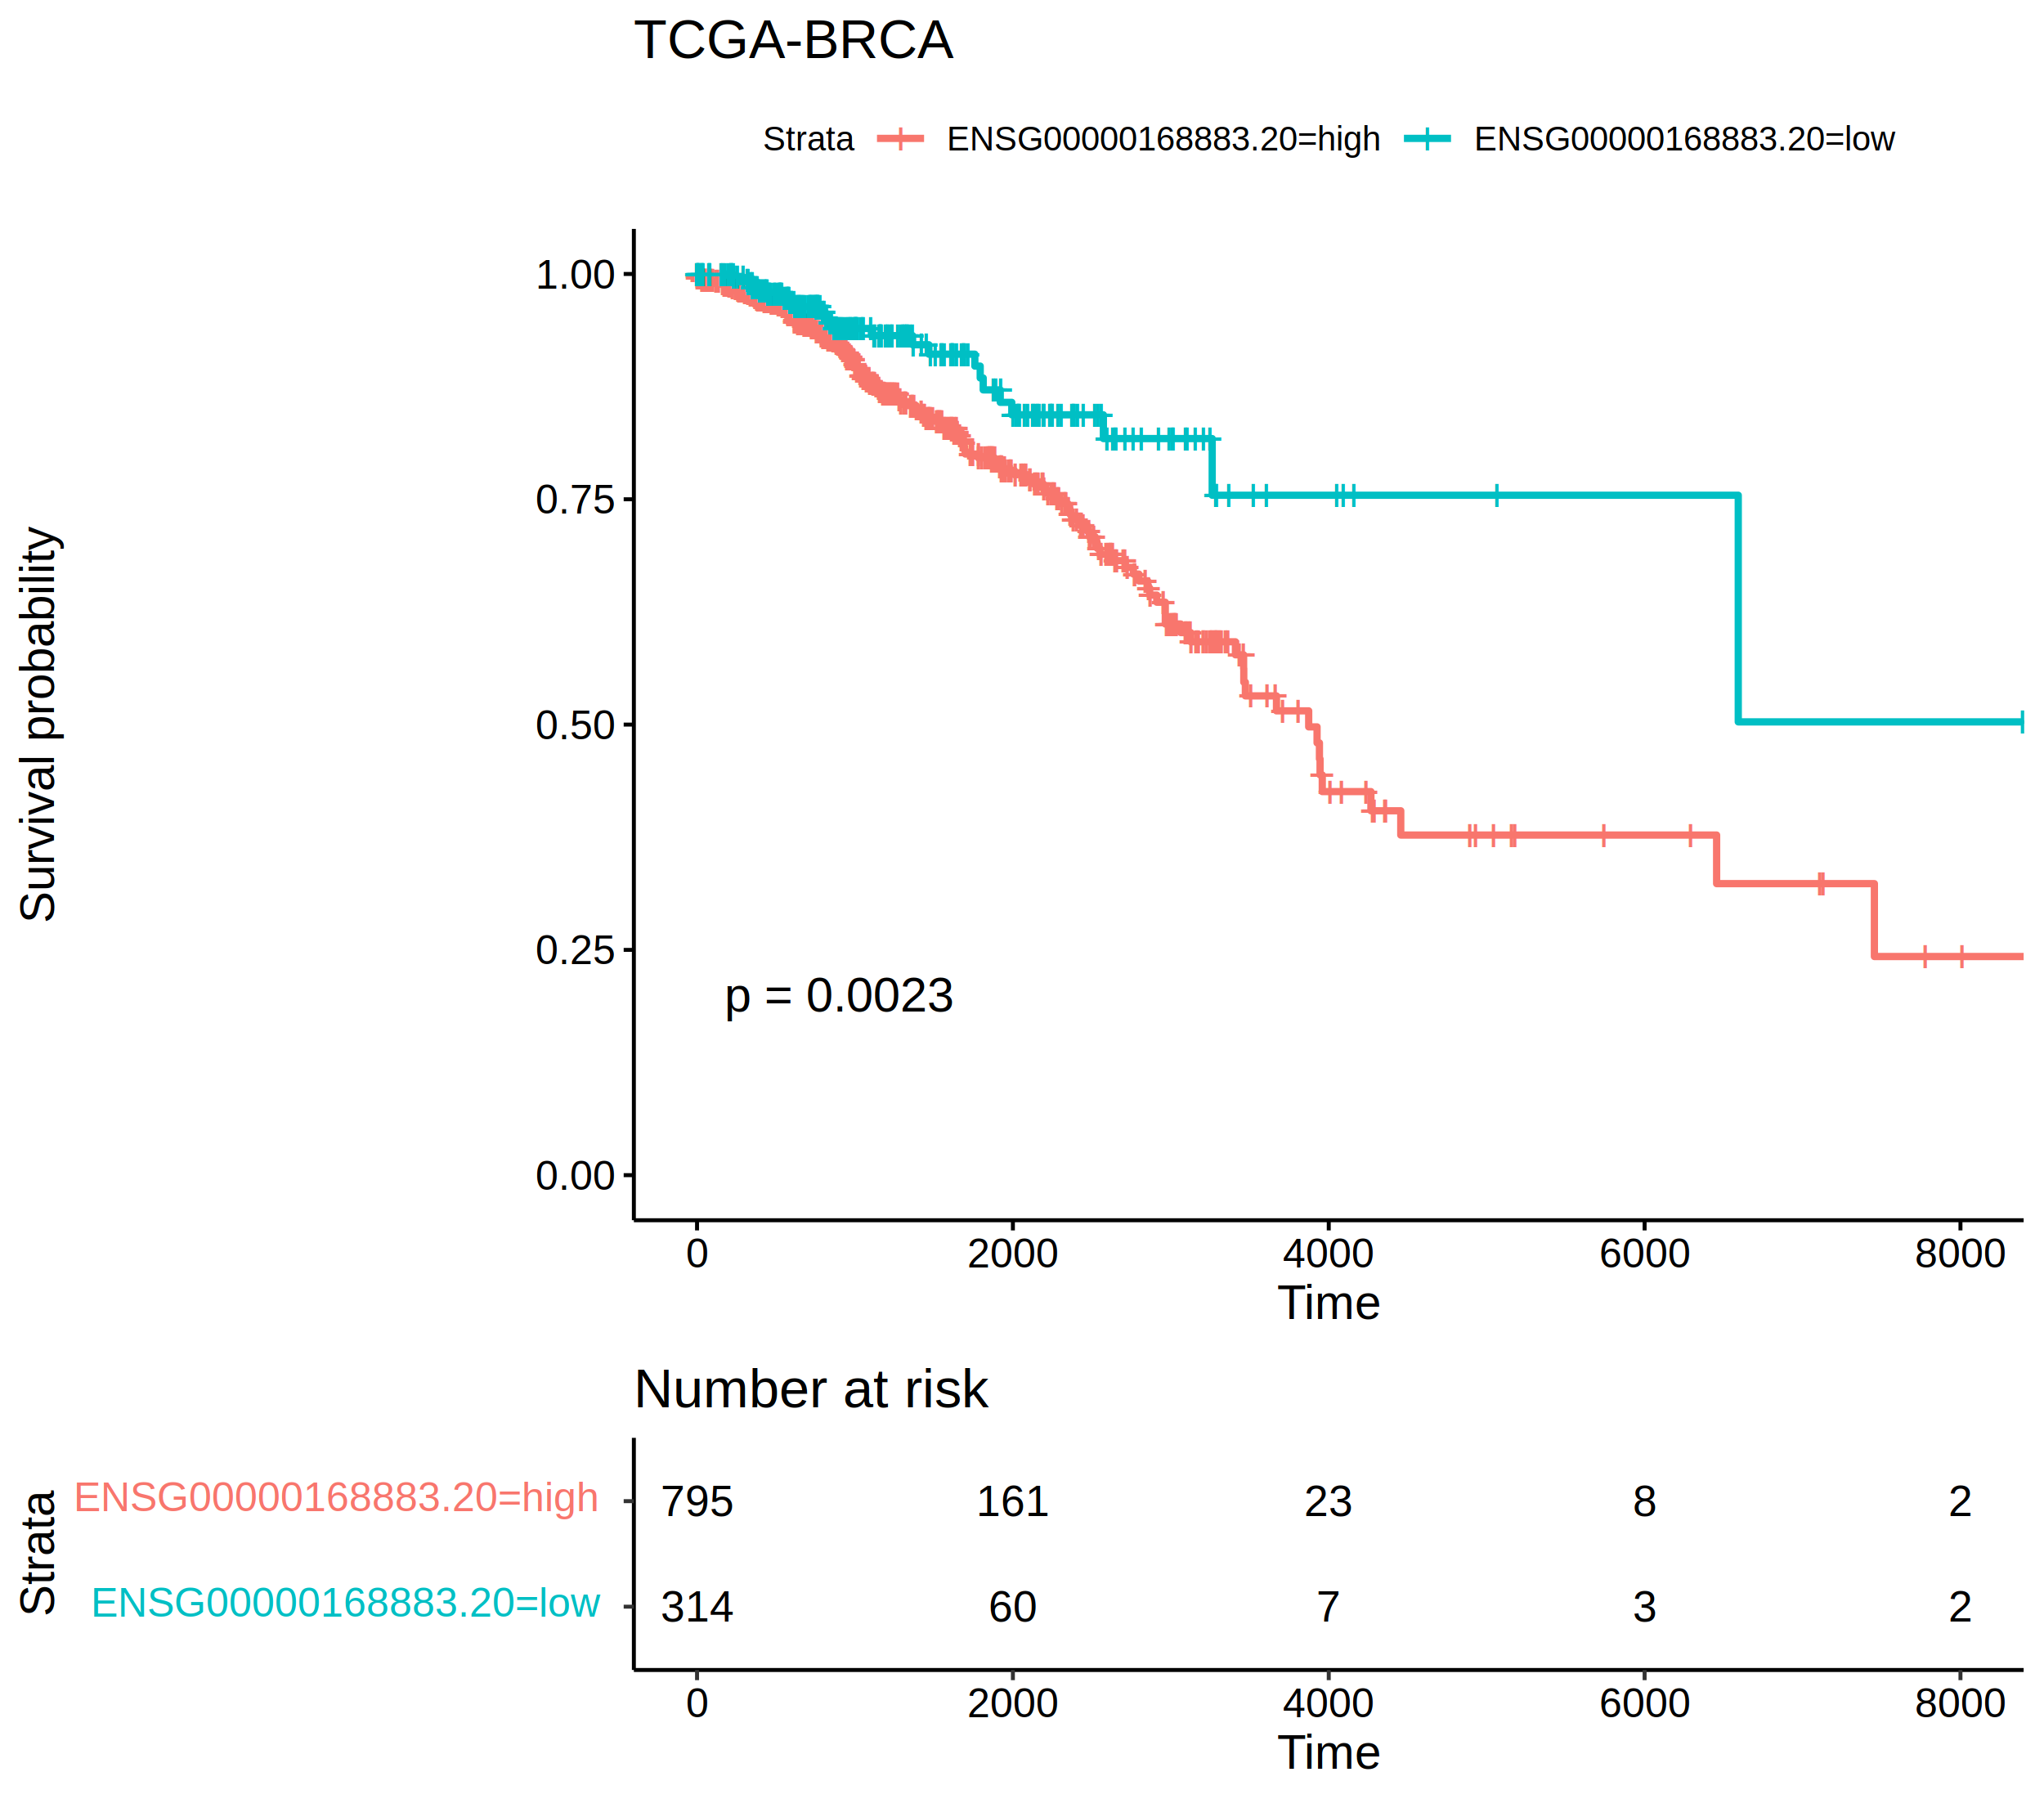 TCGA-BRCA
Strata ENSG00000168883.20=high ENSG00000168883.20=low
Survival probability
1.00
0.75
0.50
0.25
0.00
p = 0.0023
0 2000 4000 6000 8000
Time
Number at risk
Strata
ENSG00000168883.20=high 795 161 23 8 2
ENSG00000168883.20=low 314 60 7 3 2
0 2000 4000 6000 8000
Time